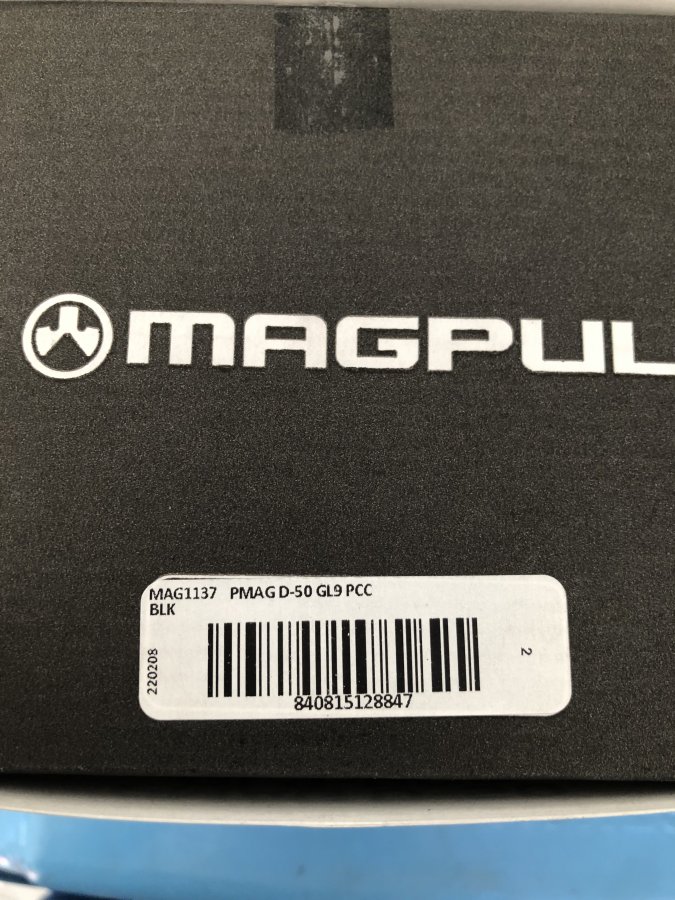 MAGPUL
MAG1137 PMAG D-50 GL9 PCC
BLK
220208
2
840815128847